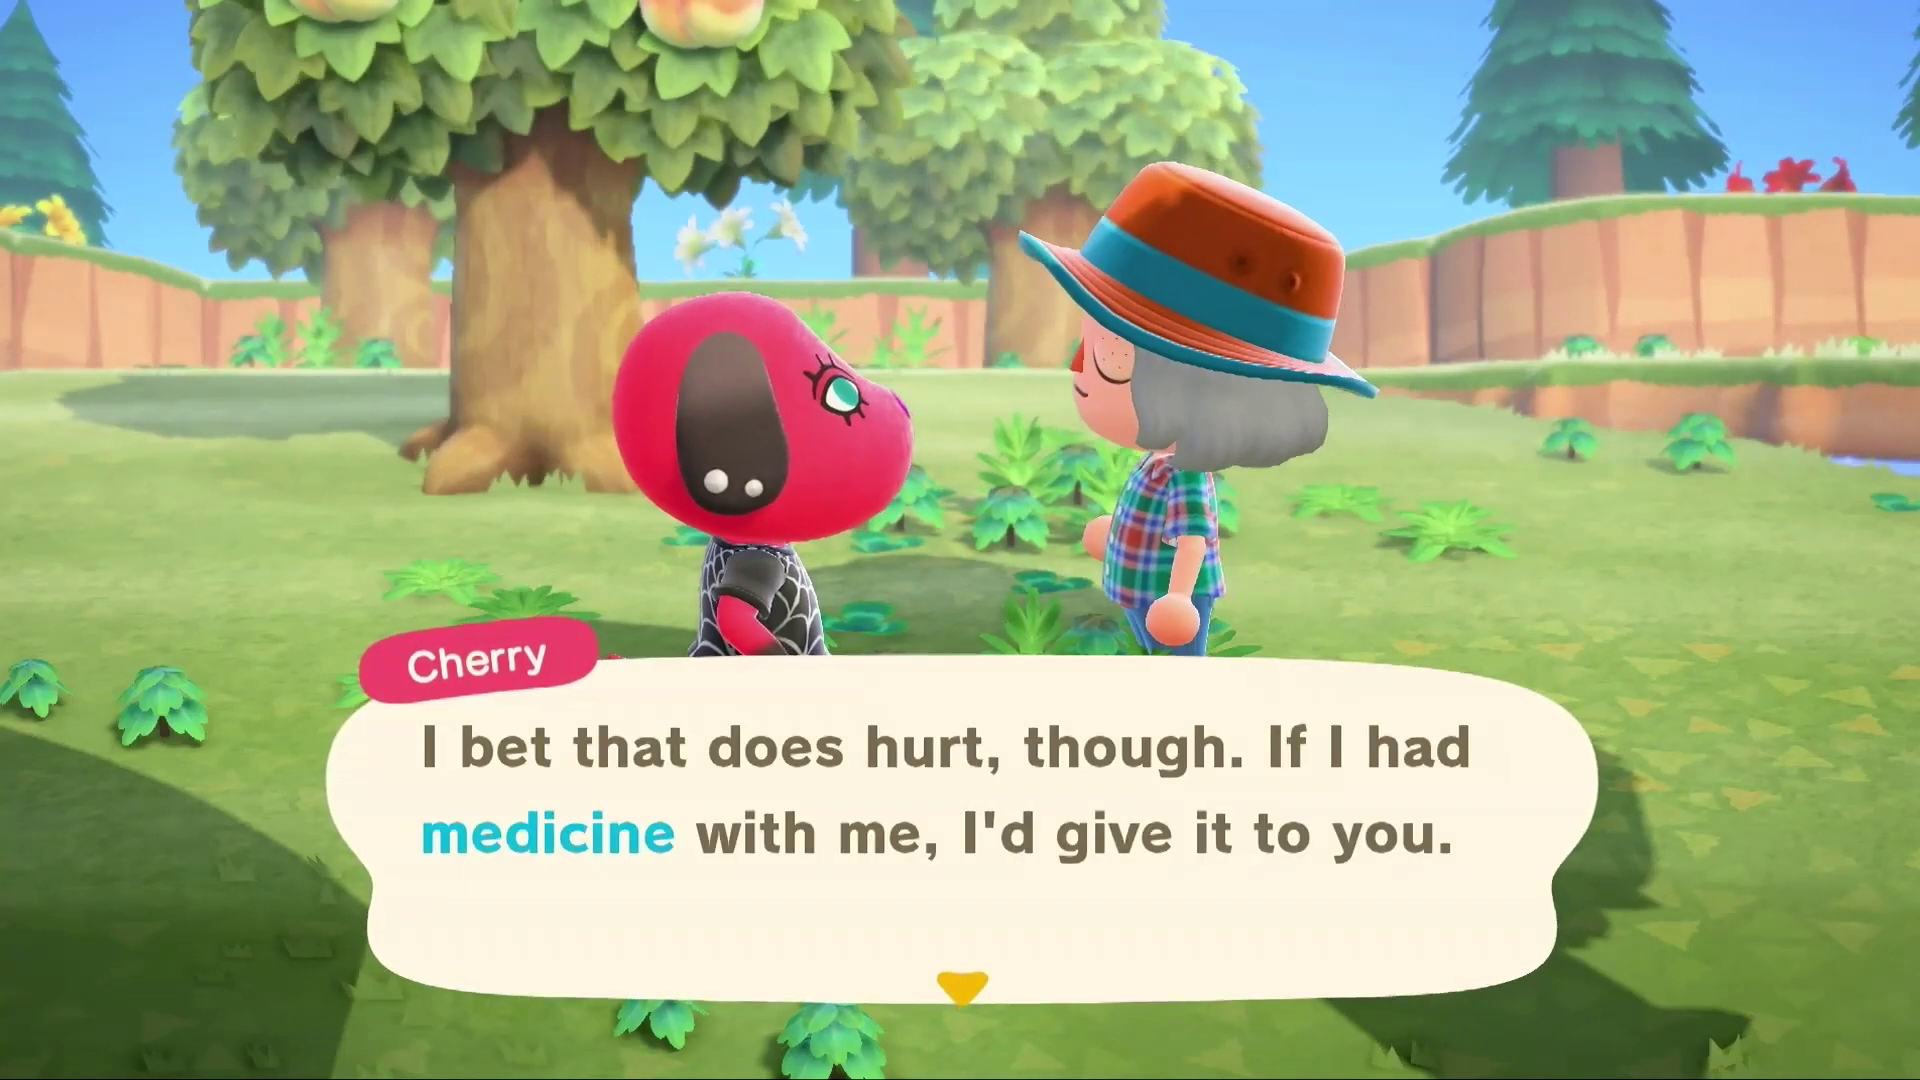 Cherry
I bet that does hurt, though. If I had
medicine with me, I'd give it to you.